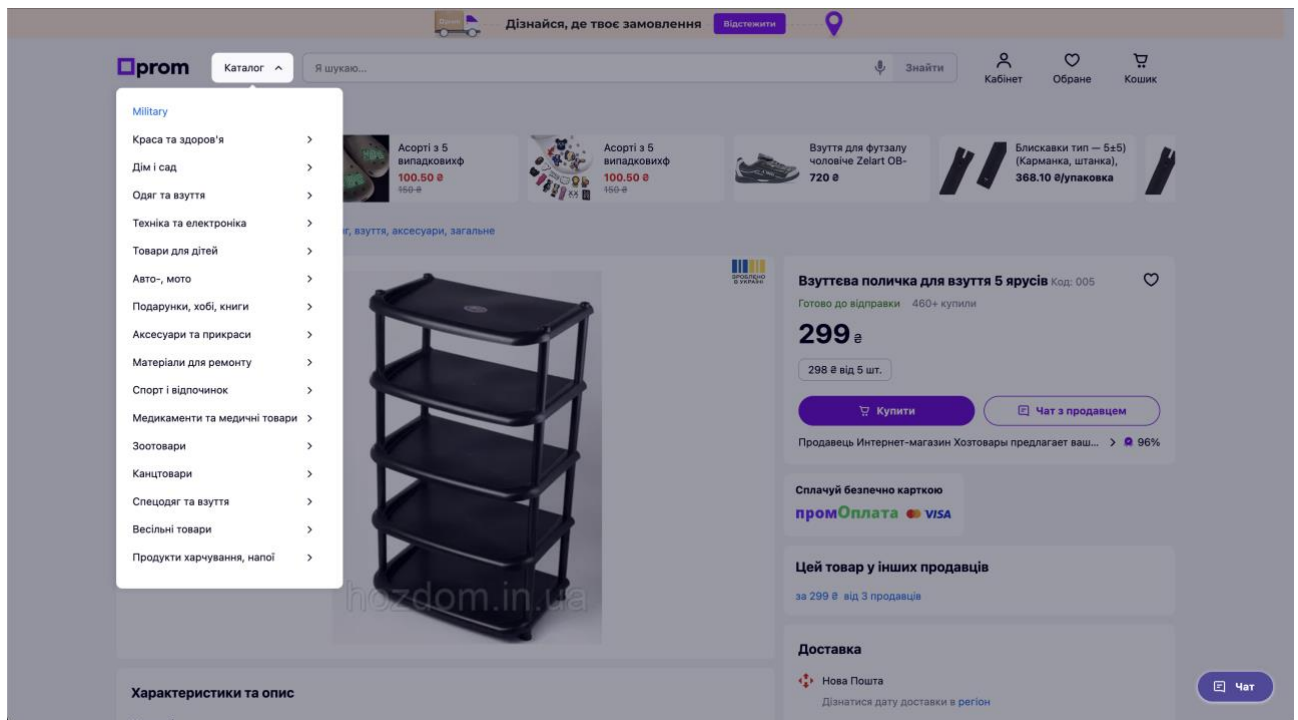 Дізнайся, де твоє замовлення Відстежити
prom Каталог Я шукаю... Знайти Кабінет Обране Кошик
Military
Краса та здоров'я
Дім і сад
Одяг та взуття
Техніка та електроніка
Товари для дітей
Авто-, мото
Подарунки, хобі, книги
Аксесуари та прикраси
Матеріали для ремонту
Спорт і відпочинок
Медикаменти та медичні товари
Зоотовари
Канцтовари
Спецодяг та взуття
Весільні товари
Продукти харчування, напої
Асорті з 5
випадковихф
100.50 ₴
150 ₴
Асорті з 5
випадковихф
100.50 ₴
150 ₴
Взуття для футзалу
чоловіче Zelart OB-
720 ₴
Блискавки тип — 5±5)
(Карманка, штанка),
368.10 ₴/упаковка
г, взуття, аксесуари, загальне
ЗРОБЛЕНО
В УКРАЇНІ
hozdom.in.ua
Взуттєва поличка для взуття 5 ярусів Код: 005
Готово до відправки 460+ купили
299 ₴
298 ₴ від 5 шт.
Купити Чат з продавцем
Продавець Интернет-магазин Хозтовары предлагает ваш... 96%
Сплачуй безпечно карткою
промОплата VISA
Цей товар у інших продавців
за 299 ₴ від 3 продавців
Доставка
Нова Пошта
Дізнатися дату доставки в регіон
Характеристики та опис
Чат